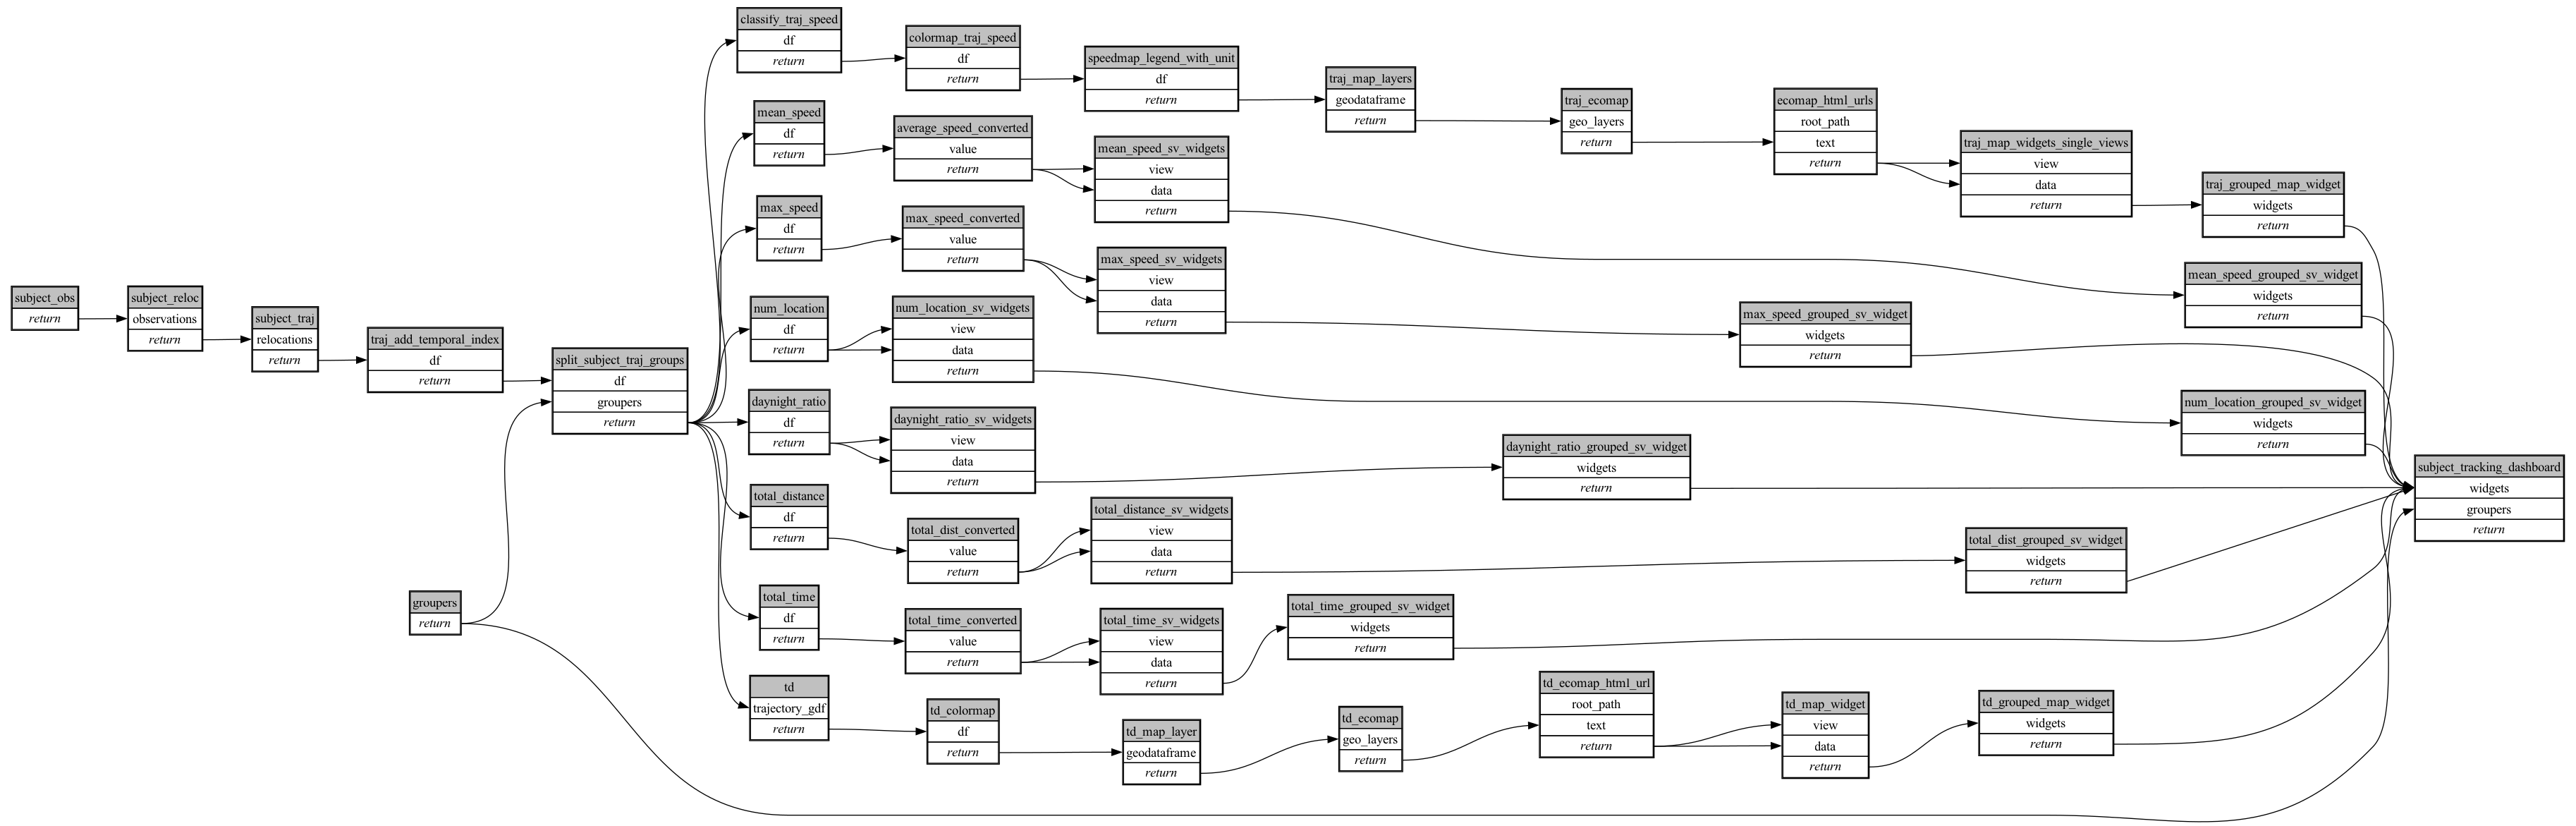 subject_obs
return
subject_reloc
observations
return
subject_traj
relocations
return
traj_add_temporal_index
df
return
groupers
return
split_subject_traj_groups
df
groupers
return
classify_traj_speed
df
return
colormap_traj_speed
df
return
speedmap_legend_with_unit
df
return
traj_map_layers
geodataframe
return
traj_ecomap
geo_layers
return
ecomap_html_urls
root_path
text
return
traj_map_widgets_single_views
view
data
return
traj_grouped_map_widget
widgets
return
mean_speed
df
return
average_speed_converted
value
return
mean_speed_sv_widgets
view
data
return
mean_speed_grouped_sv_widget
widgets
return
max_speed
df
return
max_speed_converted
value
return
max_speed_sv_widgets
view
data
return
max_speed_grouped_sv_widget
widgets
return
num_location
df
return
num_location_sv_widgets
view
data
return
num_location_grouped_sv_widget
widgets
return
daynight_ratio
df
return
daynight_ratio_sv_widgets
view
data
return
daynight_ratio_grouped_sv_widget
widgets
return
total_distance
df
return
total_dist_converted
value
return
total_distance_sv_widgets
view
data
return
total_dist_grouped_sv_widget
widgets
return
total_time
df
return
total_time_converted
value
return
total_time_sv_widgets
view
data
return
total_time_grouped_sv_widget
widgets
return
td
trajectory_gdf
return
td_colormap
df
return
td_map_layer
geodataframe
return
td_ecomap
geo_layers
return
td_ecomap_html_url
root_path
text
return
td_map_widget
view
data
return
td_grouped_map_widget
widgets
return
subject_tracking_dashboard
widgets
groupers
return